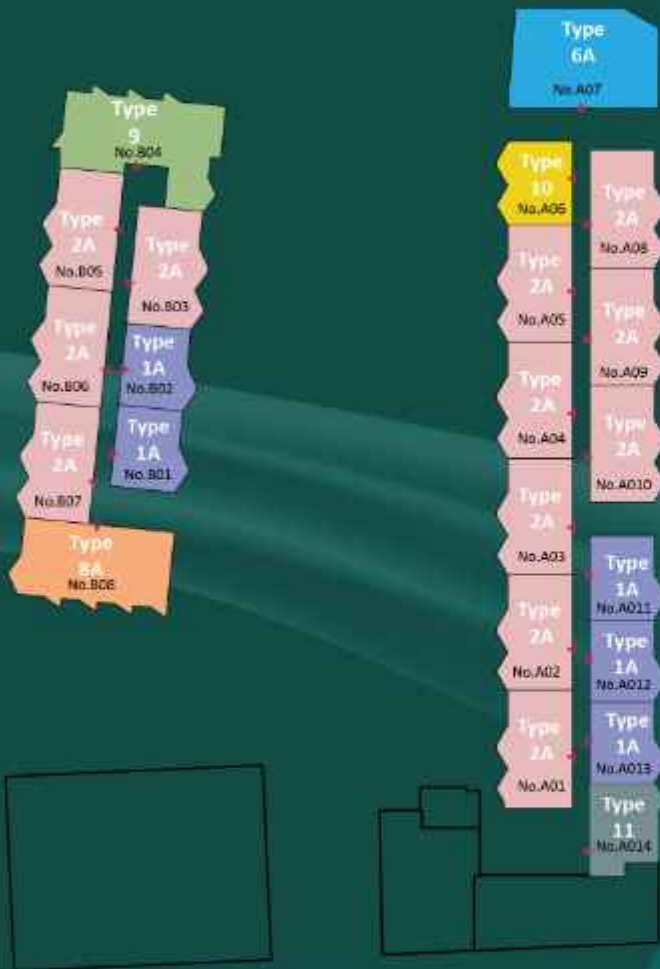 Type
9
No.B04
Type
2A
No.B05
Type
2A
No.B03
Type
2A
No.B06
Type
1A
No.B02
Type
1A
No.B01
Type
2A
No.B07
Type
8A
No.B08
Type
6A
No.A07
Type
10
No.A06
Type
2A
No.A08
Type
2A
No.A05
Type
2A
No.A09
Type
2A
No.A04
Type
2A
No.A010
Type
2A
No.A03
Type
1A
No.A011
Type
2A
No.A02
Type
1A
No.A012
Type
2A
No.A01
Type
1A
No.A013
Type
11
No.A014